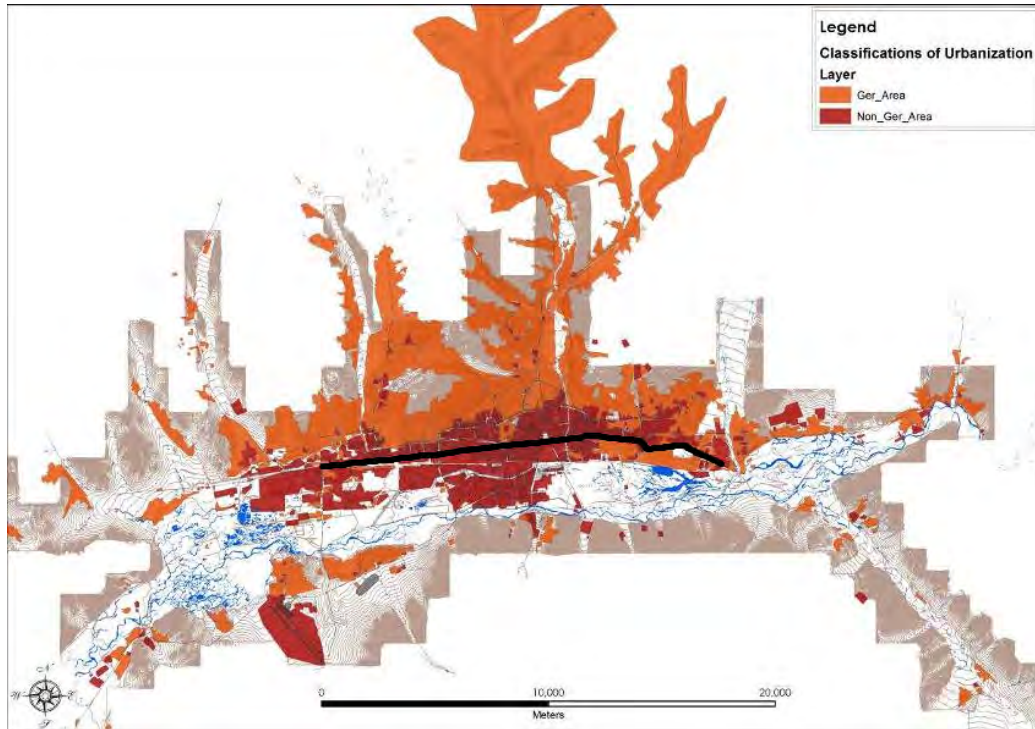 Legend
Classifications of Urbanization
Layer
Ger_Area
Non_Ger_Area
N
W
E
0 10,000 20,000
Meters